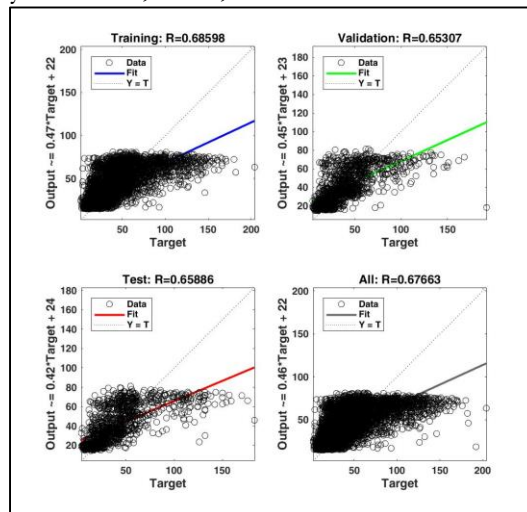 Training: R=0.68598
Output ~= 0.47*Target + 22
200
150
100
50
Data
Fit
Y = T
50 100 150 200
Target
Validation: R=0.65307
Output ~= 0.45*Target + 23
180
160
140
120
100
80
60
40
20
Data
Fit
Y = T
50 100 150
Target
Test: R=0.65886
Output ~= 0.42*Target + 24
180
160
140
120
100
80
60
40
20
Data
Fit
Y = T
50 100 150
Target
All: R=0.67663
Output ~= 0.46*Target + 22
200
150
100
50
Data
Fit
Y = T
50 100 150 200
Target